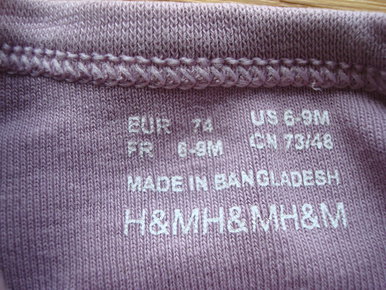 EUR 74 US 6-9M
FR 6-9M CN 73/48
MADE IN BANGLADESH
H&MH&MH&M